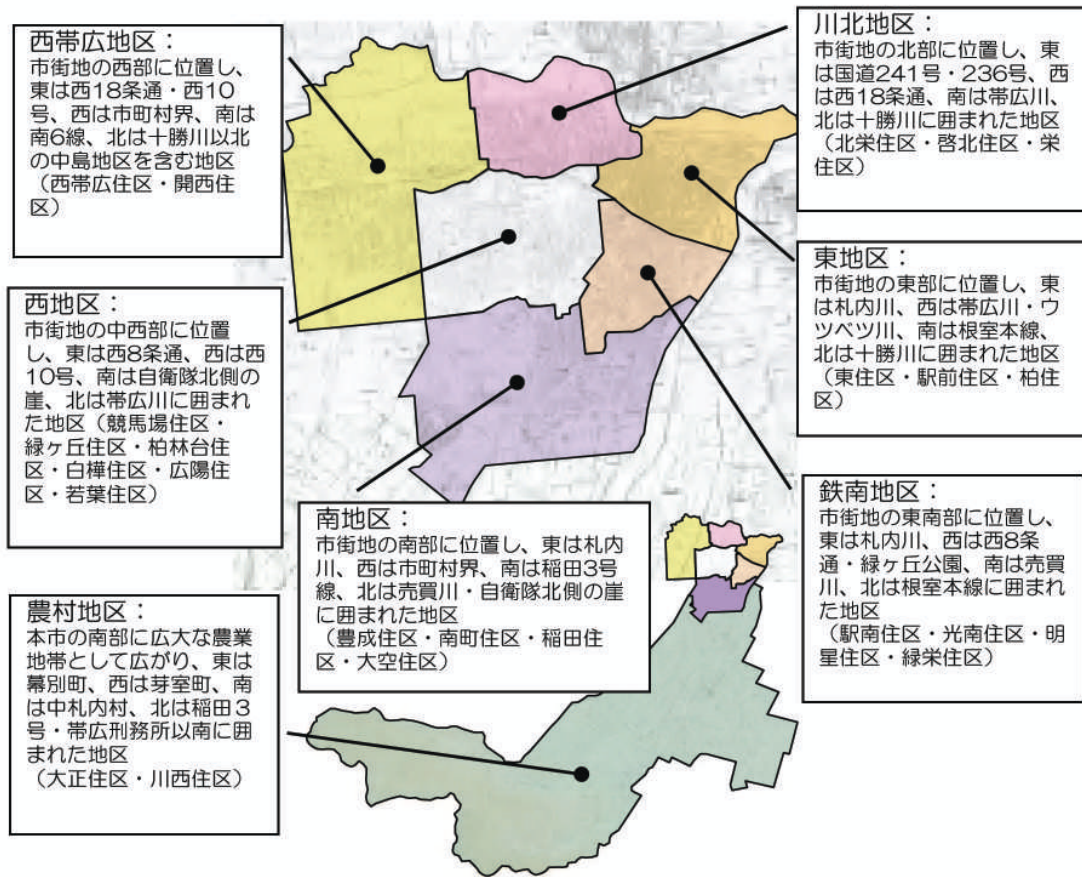 西帯広地区：
市街地の西部に位置し、
東は西18条通・西10
号、西は市町村界、南は
南6線、北は十勝川以北
の中島地区を含む地区
（西帯広住区・開西住
区）
川北地区：
市街地の北部に位置し、東
は国道241号・236号、西
は西18条通、南は帯広川、
北は十勝川に囲まれた地区
（北栄住区・啓北住区・栄
住区）
西地区：
市街地の中西部に位置
し、東は西8条通、西は西
10号、南は自衛隊北側の
崖、北は帯広川に囲まれ
た地区（競馬場住区・
緑ヶ丘住区・柏林台住
区・白樺住区・広陽住
区・若葉住区）
東地区：
市街地の東部に位置し、東
は札内川、西は帯広川・ウ
ツベツ川、南は根室本線、
北は十勝川に囲まれた地区
（東住区・駅前住区・柏住
区）
南地区：
市街地の南部に位置し、東は札内
川、西は市町村界、南は稲田3号
線、北は売買川・自衛隊北側の崖
に囲まれた地区
（豊成住区・南町住区・稲田住
区・大空住区）
鉄南地区：
市街地の東南部に位置し、
東は札内川、西は西8条
通・緑ヶ丘公園、南は売買
川、北は根室本線に囲まれ
た地区
（駅南住区・光南住区・明
星住区・緑栄住区）
農村地区：
本市の南部に広大な農業
地帯として広がり、東は
幕別町、西は芽室町、南
は中札内村、北は稲田３
号・帯広刑務所以南に囲
まれた地区
（大正住区・川西住区）